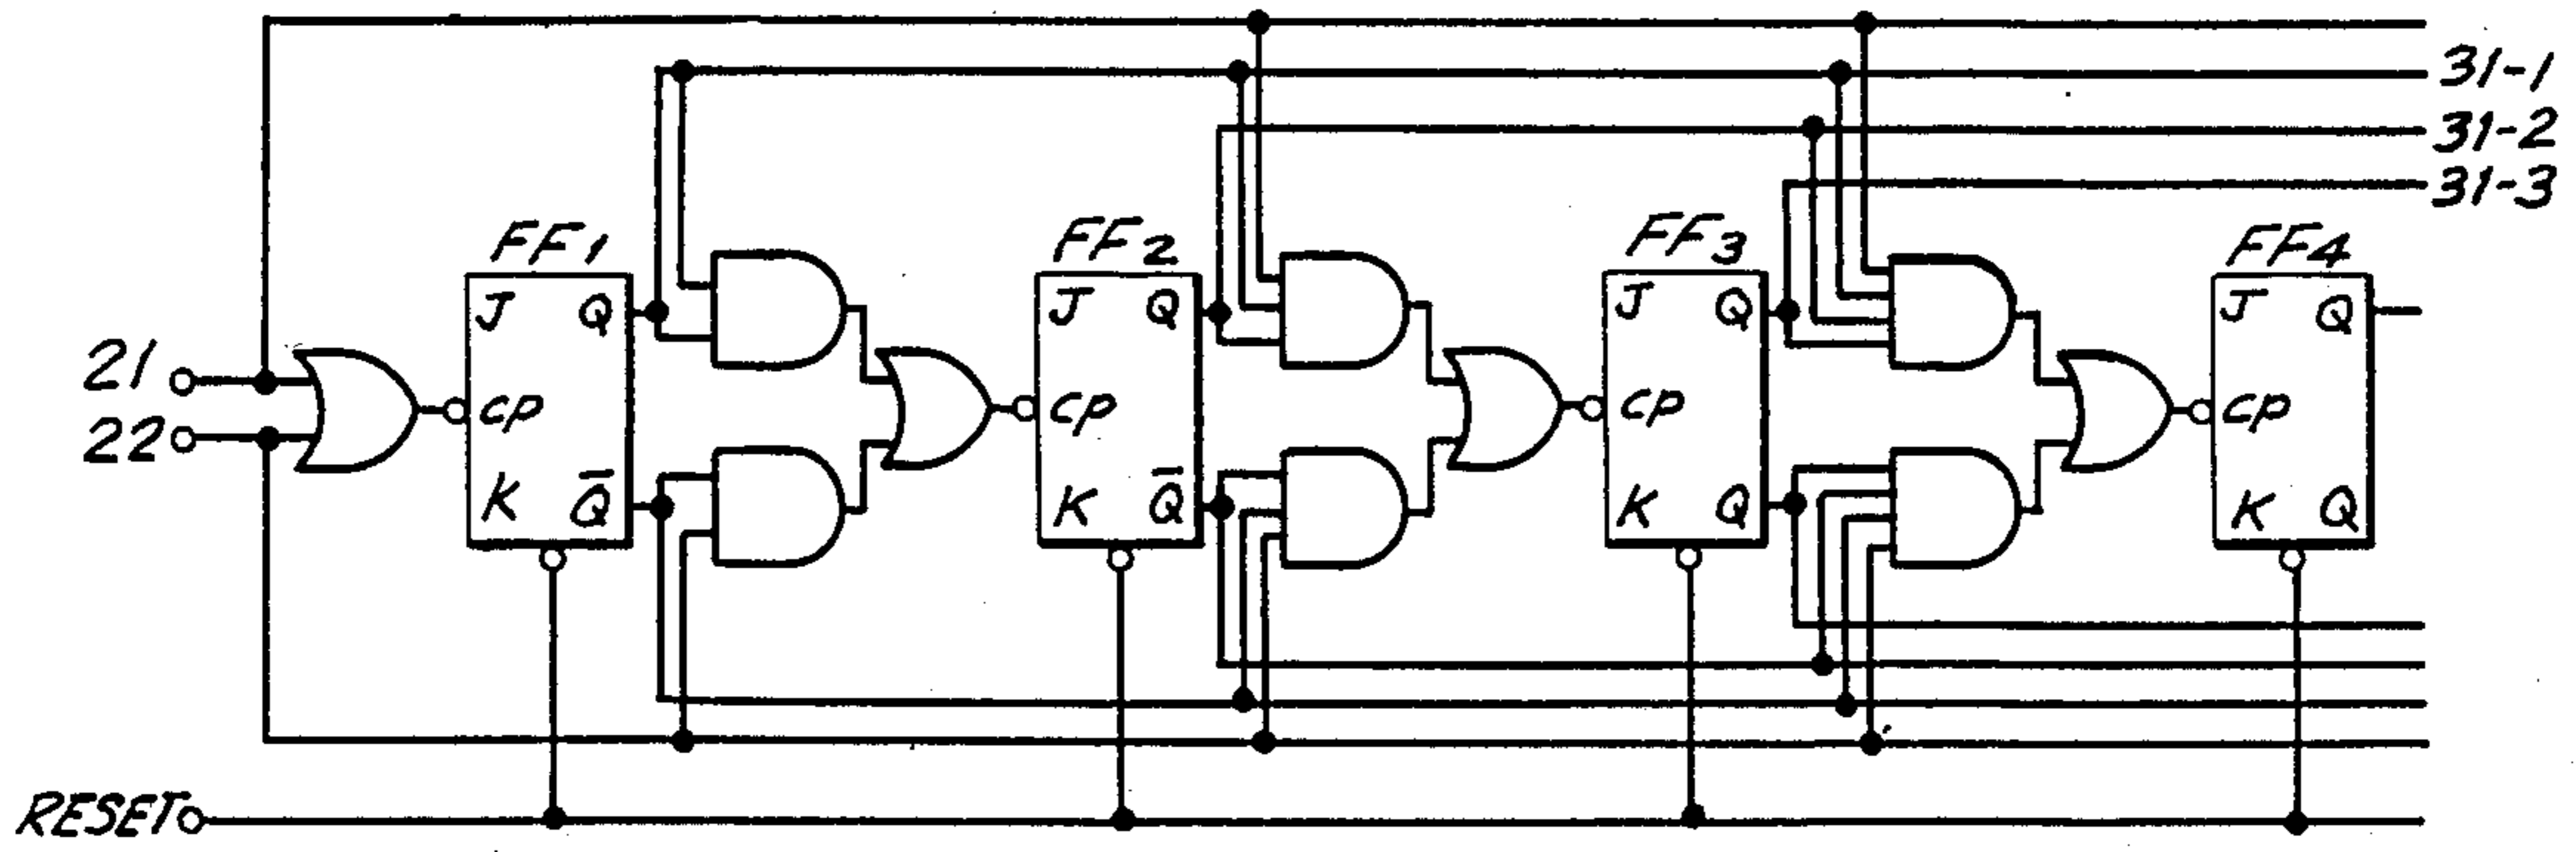 31-1
31-2
31-3
FF1
FF2
FF3
FF4
J Q
J Q
J Q
J Q
21
22
CP
CP
CP
CP
K Q̅
K Q̅
K Q
K Q
RESET